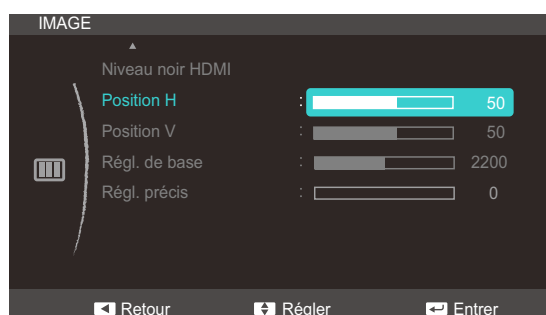 IMAGE
Niveau noir HDMI
Position H : 50
Position V : 50
Régl. de base : 2200
Régl. précis : 0
Retour Régler Entrer